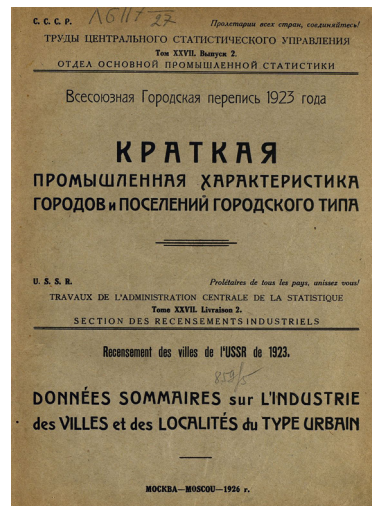 С. С. С. Р.
Пролетарии всех стран, соединяйтесь!
ТРУДЫ ЦЕНТРАЛЬНОГО СТАТИСТИЧЕСКОГО УПРАВЛЕНИЯ
Том XXVII. Выпуск 2.
ОТДЕЛ ОСНОВНОЙ ПРОМЫШЛЕННОЙ СТАТИСТИКИ
Всесоюзная Городская перепись 1923 года
КРАТКАЯ
ПРОМЫШЛЕННАЯ ХАРАКТЕРИСТИКА
ГОРОДОВ и ПОСЕЛЕНИЙ ГОРОДСКОГО ТИПА
U. S. S. R.
Prolétaires de tous les pays, unissez vous!
TRAVAUX DE L'ADMINISTRATION CENTRALE DE LA STATISTIQUE
Tome XXVII. Livraison 2.
SECTION DES RECENSEMENTS INDUSTRIELS
Recensement des villes de l'USSR de 1923.
859/5
DONNÉES SOMMAIRES sur L'INDUSTRIE
des VILLES et des LOCALITÉS du TYPE URBAIN
МОСКВА—MOSCOU—1926 г.